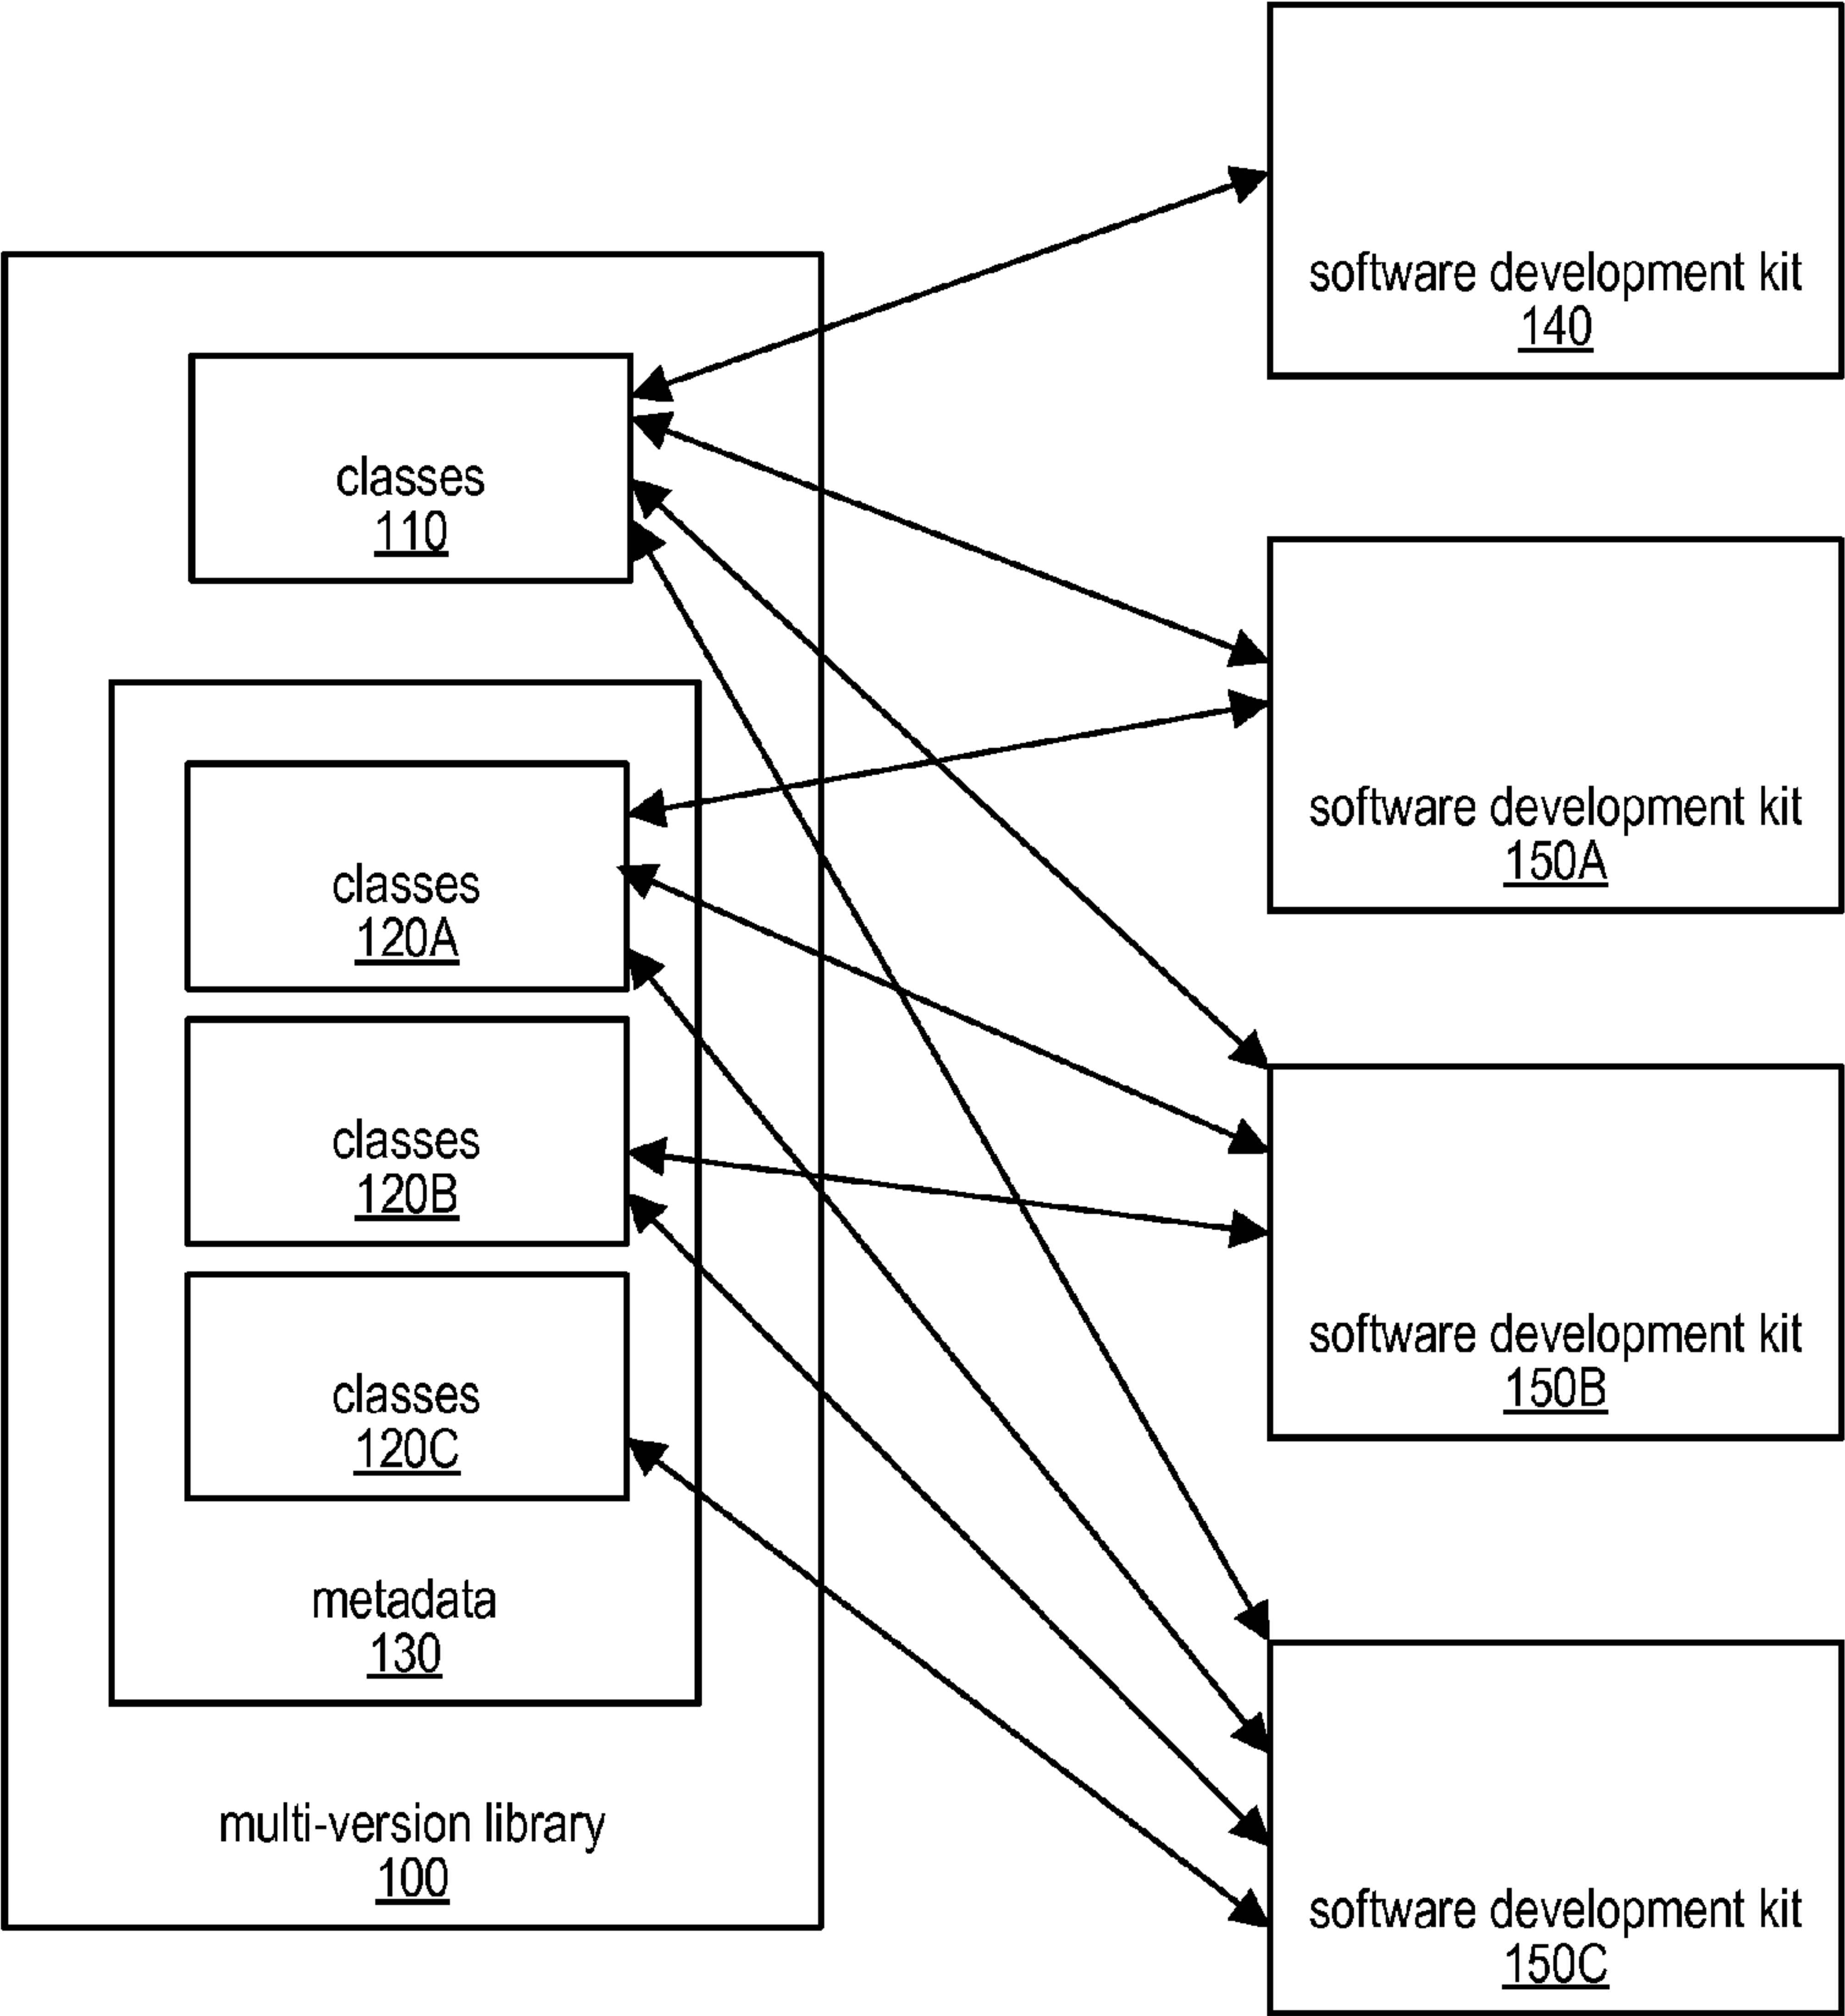 software development kit
140
classes
110
software development kit
150A
classes
120A
classes
120B
software development kit
150B
classes
120C
metadata
130
multi-version library
100
software development kit
150C